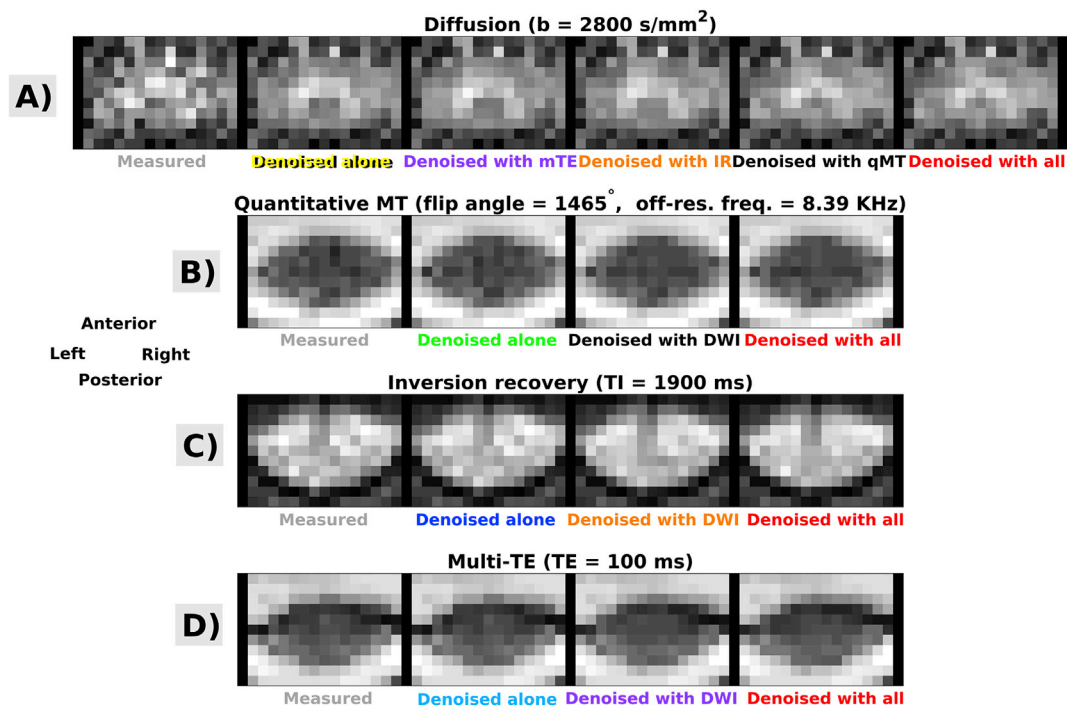 Diffusion (b = 2800 s/mm²)
A)
Measured Denoised alone Denoised with mTE Denoised with IR Denoised with qMT Denoised with all
Quantitative MT (flip angle = 1465°, off-res. freq. = 8.39 KHz)
B)
Measured Denoised alone Denoised with DWI Denoised with all
Anterior
Left Right
Posterior
Inversion recovery (TI = 1900 ms)
C)
Measured Denoised alone Denoised with DWI Denoised with all
Multi-TE (TE = 100 ms)
D)
Measured Denoised alone Denoised with DWI Denoised with all